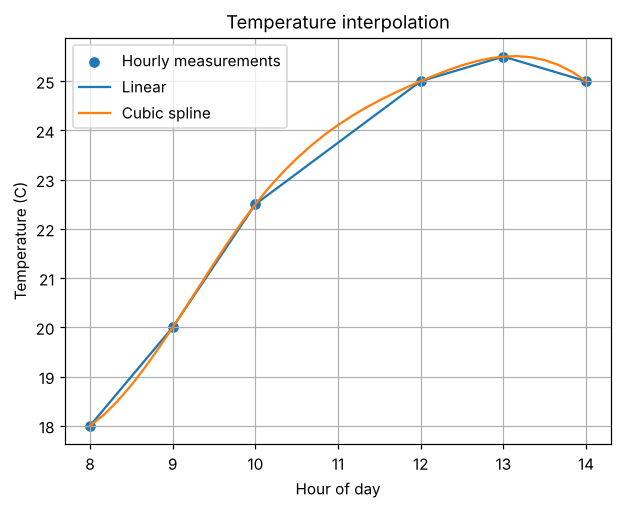 Temperature interpolation
Hourly measurements
Linear
Cubic spline
Temperature (C)
25
24
23
22
21
20
19
18
8 9 10 11 12 13 14
Hour of day